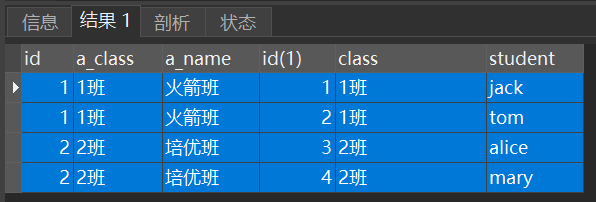 信息 结果 1 剖析 状态
id a_class a_name id(1) class student
1 1班 火箭班 1 1班 jack
1 1班 火箭班 2 1班 tom
2 2班 培优班 3 2班 alice
2 2班 培优班 4 2班 mary